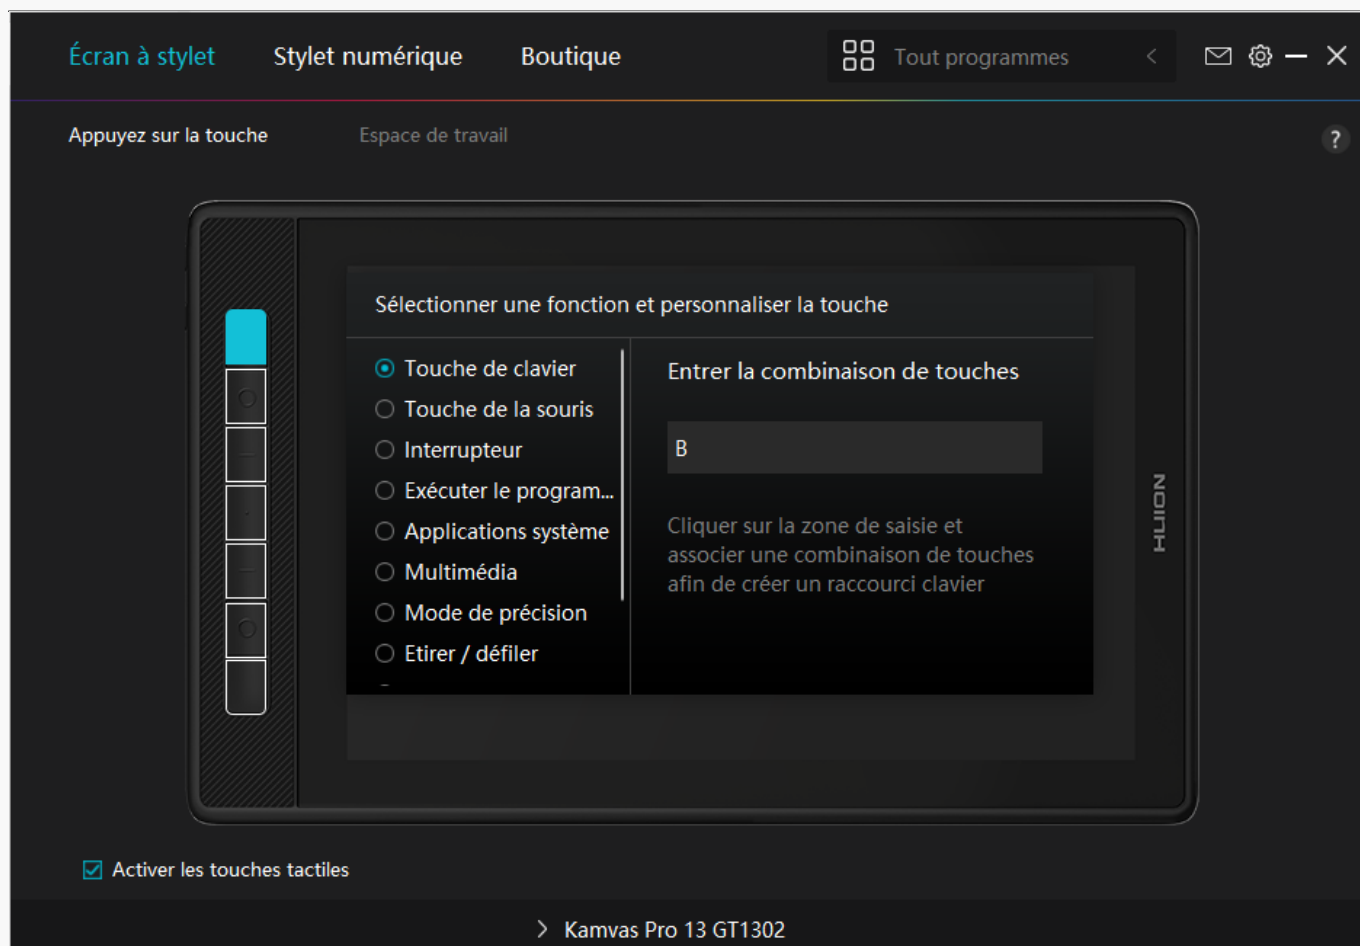 Écran à stylet
Stylet numérique
Boutique
Tout programmes
Appuyez sur la touche
Espace de travail
?
Sélectionner une fonction et personnaliser la touche
Touche de clavier
Touche de la souris
Interrupteur
Exécuter le program...
Applications système
Multimédia
Mode de précision
Etirer / défiler
Entrer la combinaison de touches
B
Cliquer sur la zone de saisie et
associer une combinaison de touches
afin de créer un raccourci clavier
HUION
Activer les touches tactiles
Kamvas Pro 13 GT1302